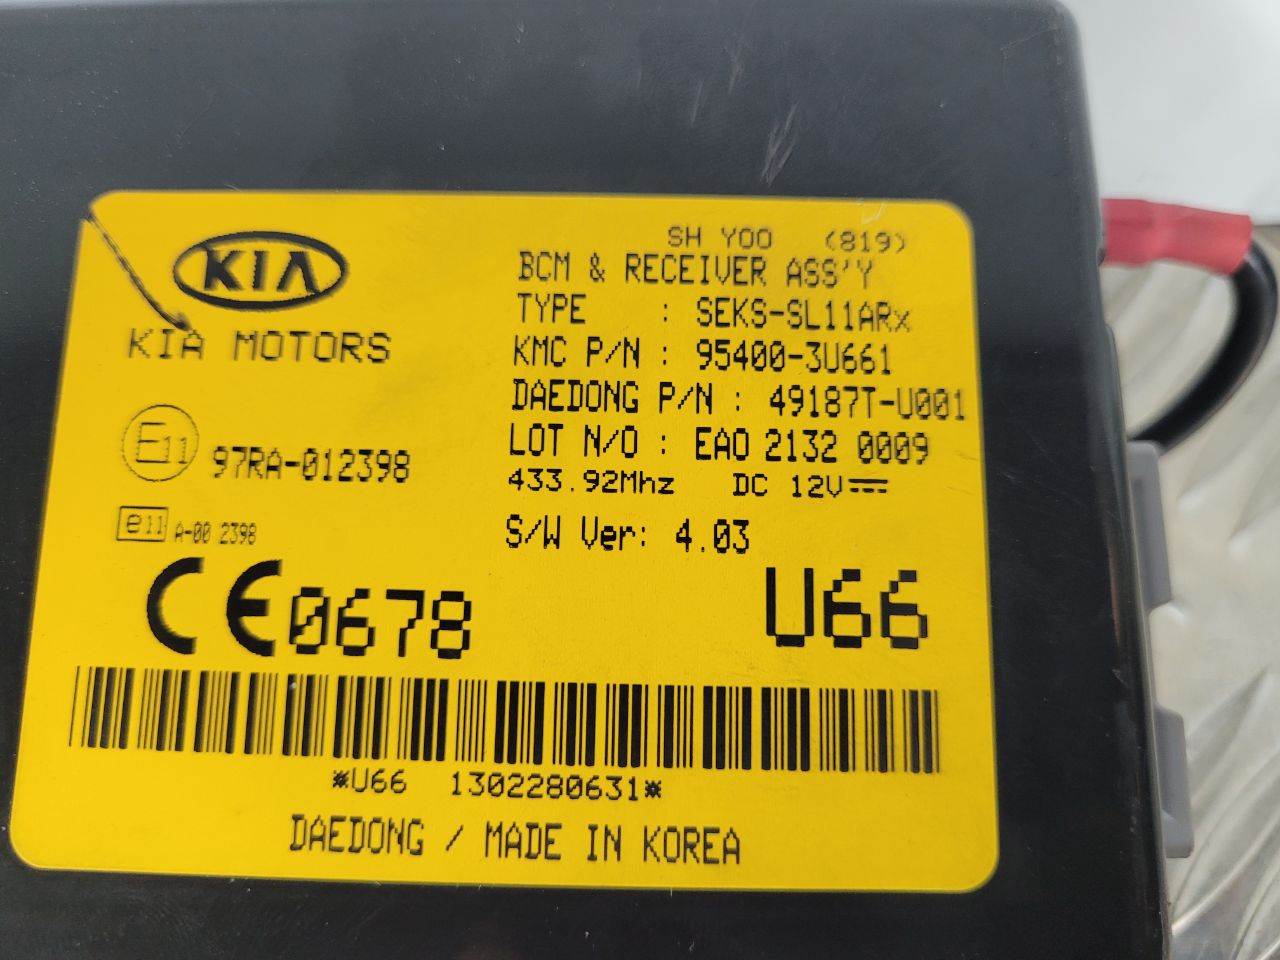 KIA
KIA MOTORS
E11 97RA-012398
e11 A-00 2398
CE0678
SH YOO (819)
BCM & RECEIVER ASS'Y
TYPE : SEKS-SL11ARx
KMC P/N : 95400-3U661
DAEDONG P/N : 49187T-U001
LOT N/O : EAO 2132 0009
433.92Mhz DC 12V
S/W Ver: 4.03
U66
*U66 1302280631*
DAEDONG / MADE IN KOREA